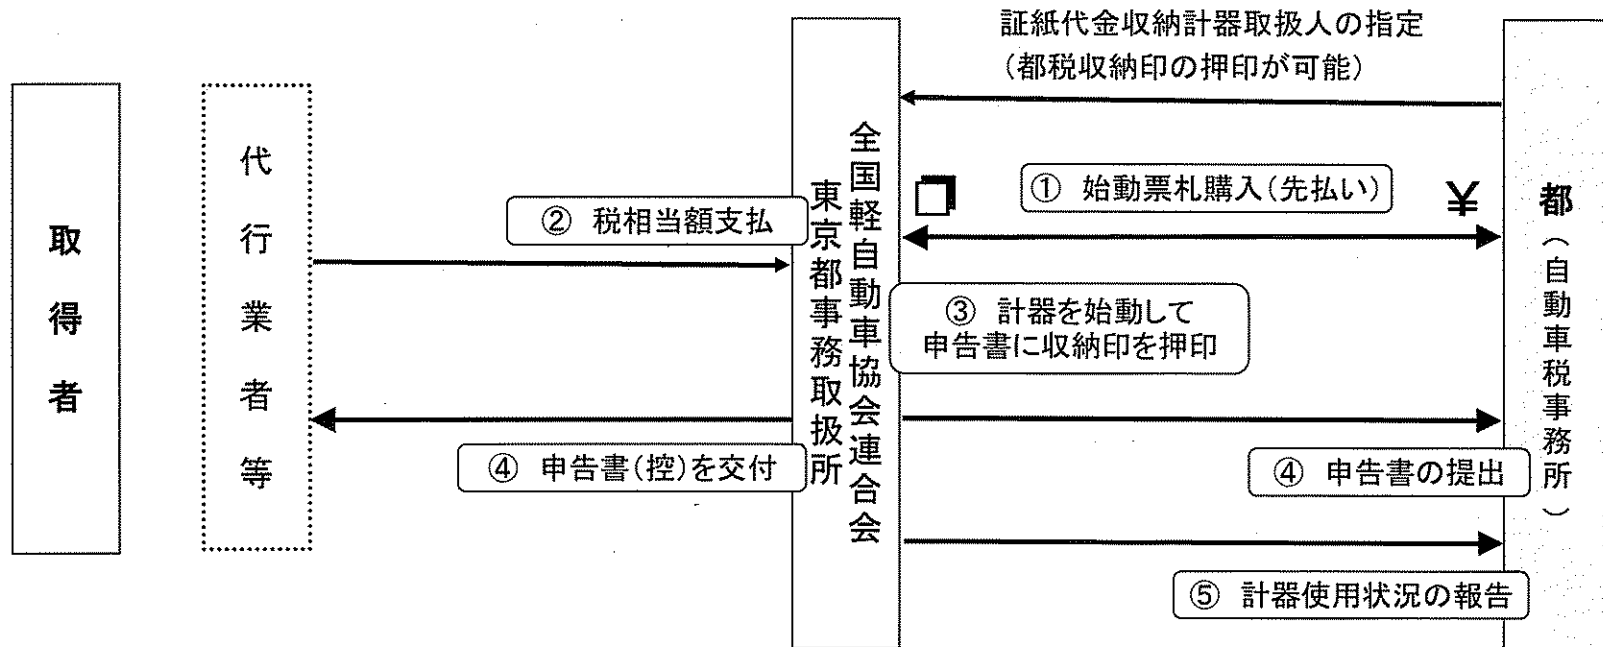 証紙代金収納計器取扱人の指定
(都税収納印の押印が可能)
取得者
代行業者等
全国軽自動車協会連合会
東京都事務取扱所
都(自動車税事務所)
① 始動票札購入(先払い)
¥
② 税相当額支払
③ 計器を始動して
申告書に収納印を押印
④ 申告書(控)を交付
④ 申告書の提出
⑤ 計器使用状況の報告